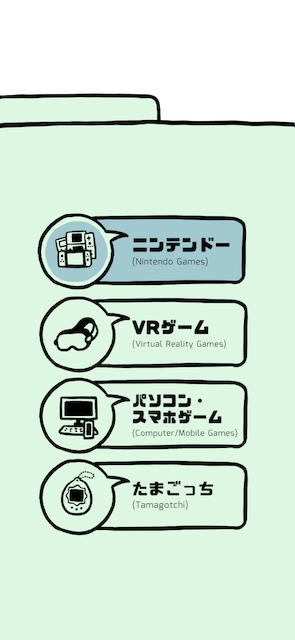 ニンテンドー
(Nintendo Games)
VRゲーム
(Virtual Reality Games)
パソコン・
スマホゲーム
(Computer/Mobile Games)
たまごっち
(Tamagotchi)